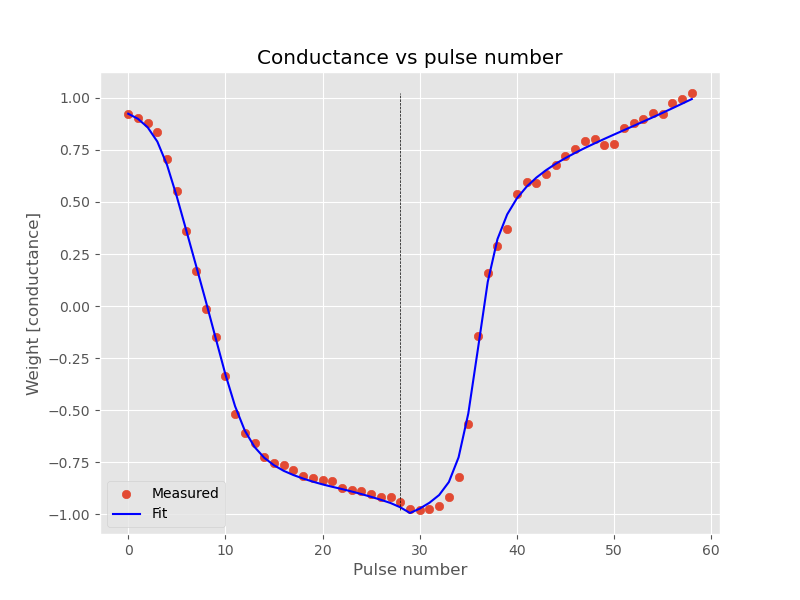 Conductance vs pulse number
Weight [conductance]
1.00
0.75
0.50
0.25
0.00
−0.25
−0.50
−0.75
−1.00
Measured
Fit
0 10 20 30 40 50 60
Pulse number